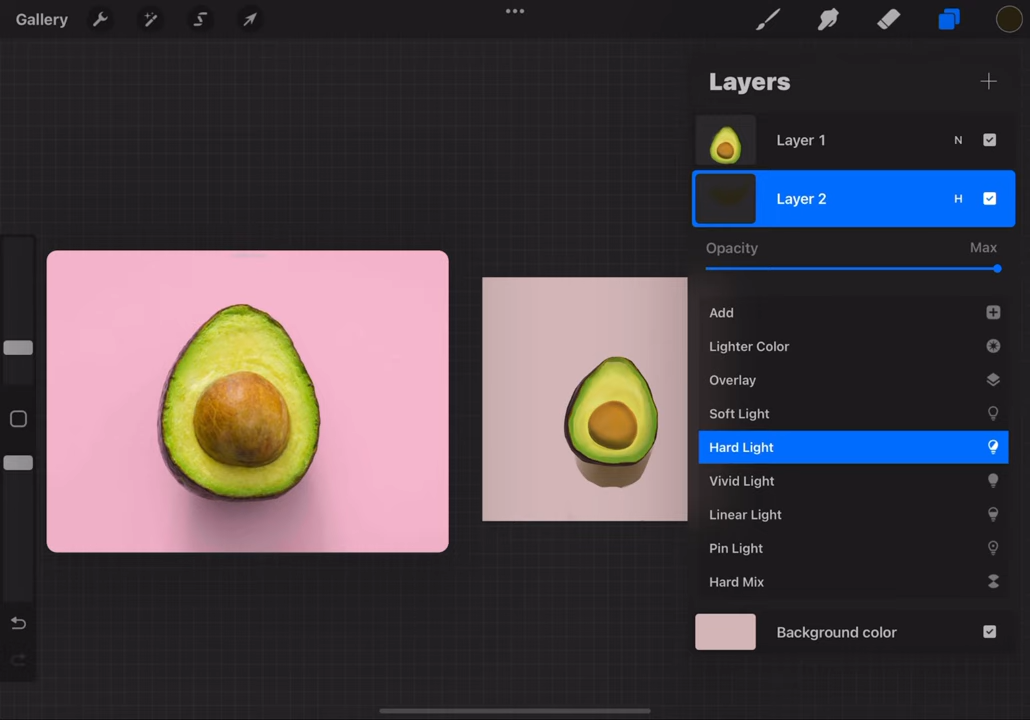 Gallery
Layers
Layer 1 N
Layer 2 H
Opacity Max
Add
Lighter Color
Overlay
Soft Light
Hard Light
Vivid Light
Linear Light
Pin Light
Hard Mix
Background color